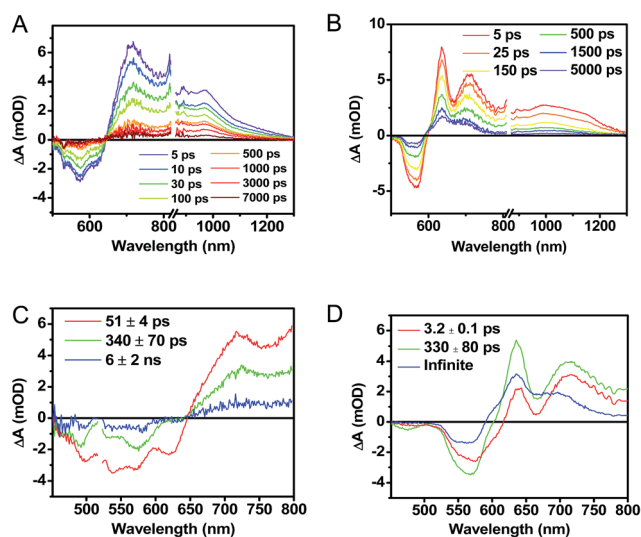 A
ΔA (mOD)
6
4
2
0
-2
-4
5 ps
10 ps
30 ps
100 ps
500 ps
1000 ps
3000 ps
7000 ps
600 800 1000 1200
Wavelength (nm)
B
ΔA (mOD)
10
5
0
-5
5 ps
25 ps
150 ps
500 ps
1500 ps
5000 ps
600 800 1000 1200
Wavelength (nm)
C
ΔA (mOD)
6
4
2
0
-2
-4
51 ± 4 ps
340 ± 70 ps
6 ± 2 ns
500 550 600 650 700 750 800
Wavelength (nm)
D
ΔA (mOD)
6
4
2
0
-2
-4
3.2 ± 0.1 ps
330 ± 80 ps
Infinite
500 550 600 650 700 750 800
Wavelength (nm)